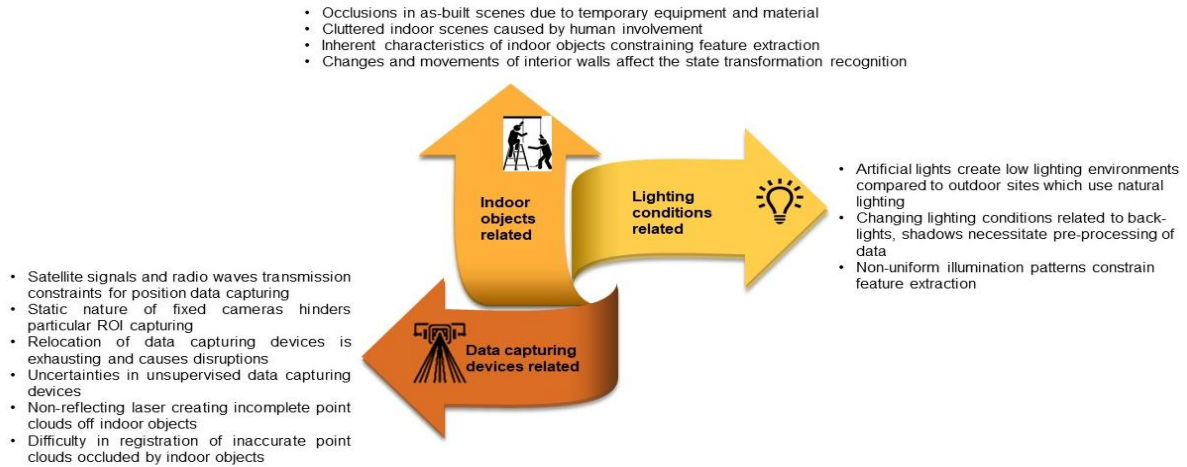 • Occlusions in as-built scenes due to temporary equipment and material
• Cluttered indoor scenes caused by human involvement
• Inherent characteristics of indoor objects constraining feature extraction
• Changes and movements of interior walls affect the state transformation recognition
Indoor
objects
related
Lighting
conditions
related
• Artificial lights create low lighting environments
compared to outdoor sites which use natural
lighting
• Changing lighting conditions related to back-
lights, shadows necessitate pre-processing of
data
• Non-uniform illumination patterns constrain
feature extraction
• Satellite signals and radio waves transmission
constraints for position data capturing
• Static nature of fixed cameras hinders
particular ROI capturing
• Relocation of data capturing devices is
exhausting and causes disruptions
• Uncertainties in unsupervised data capturing
devices
• Non-reflecting laser creating incomplete point
clouds off indoor objects
• Difficulty in registration of inaccurate point
clouds occluded by indoor objects
Data capturing
devices related